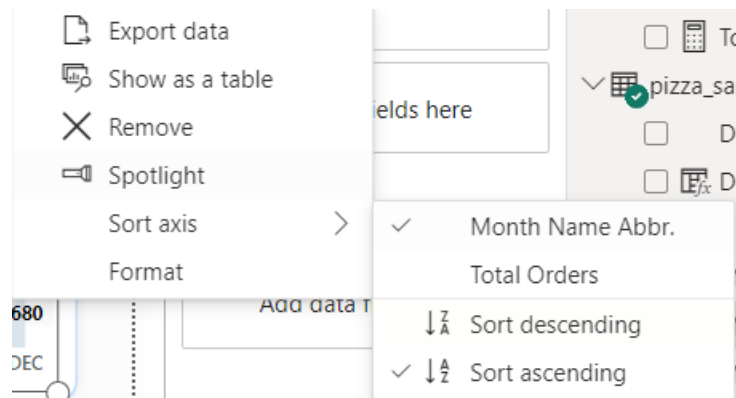 Export data
Show as a table
Remove
Spotlight
Sort axis
Format
elds here
Add data f
680
DEC
To
pizza_sa
D
D
Month Name Abbr.
Total Orders
Sort descending
Sort ascending